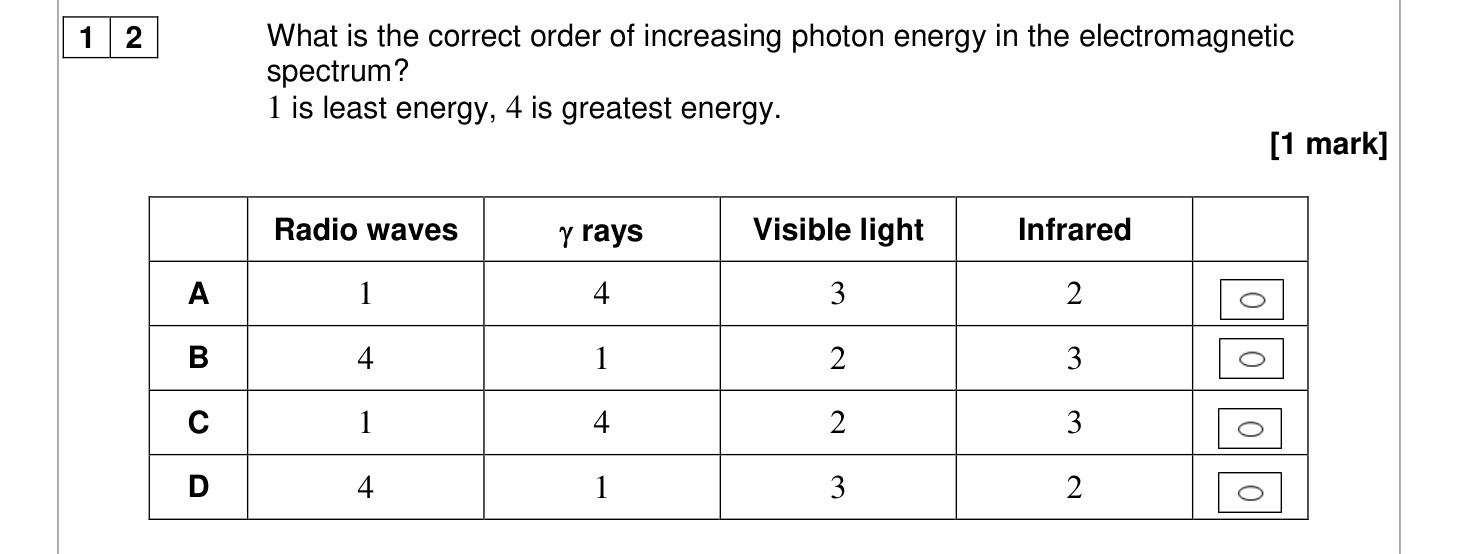 1 2 What is the correct order of increasing photon energy in the electromagnetic
spectrum?
1 is least energy, 4 is greatest energy.
[1 mark]
Radio waves γ rays Visible light Infrared
A 1 4 3 2
B 4 1 2 3
C 1 4 2 3
D 4 1 3 2